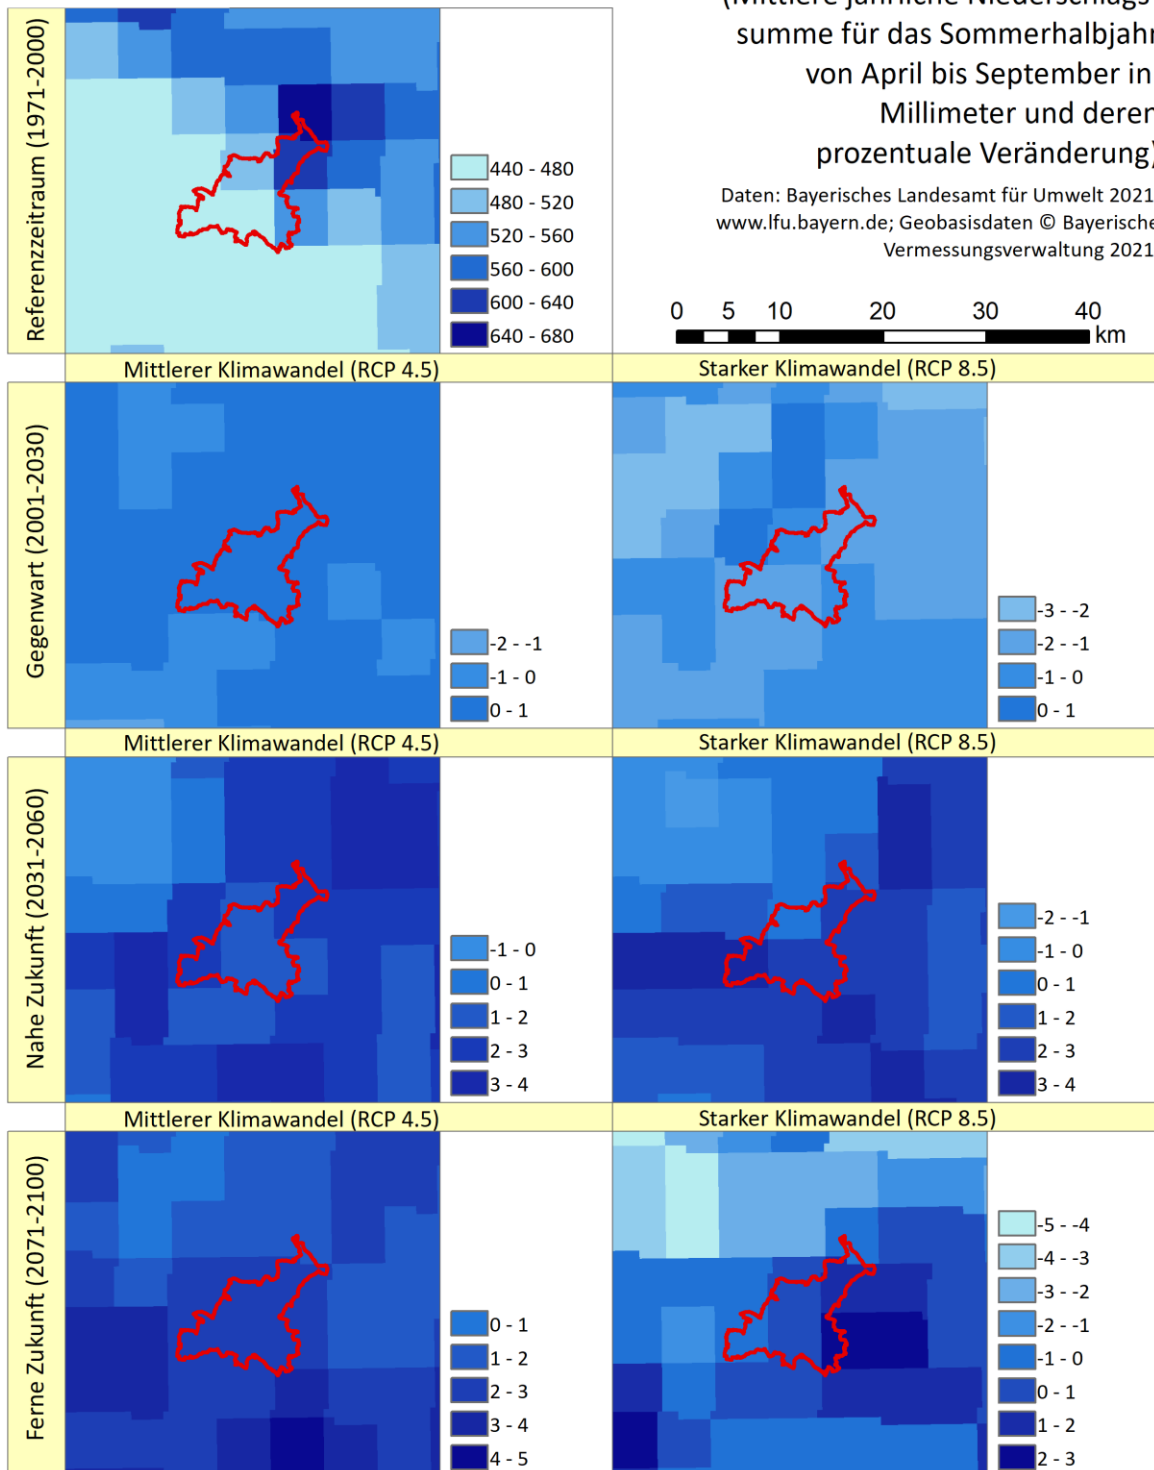 (Mittlere jährliche Niederschlags-
summe für das Sommerhalbjahr
von April bis September in
Millimeter und deren
prozentuale Veränderung)
Daten: Bayerisches Landesamt für Umwelt 2021
www.lfu.bayern.de; Geobasisdaten © Bayerische
Vermessungsverwaltung 2021
Referenzzeitraum (1971-2000)
440 - 480
480 - 520
520 - 560
560 - 600
600 - 640
640 - 680
0 5 10 20 30 40
km
Mittlerer Klimawandel (RCP 4.5)
Starker Klimawandel (RCP 8.5)
Gegenwart (2001-2030)
-2 - -1
-1 - 0
0 - 1
-3 - -2
-2 - -1
-1 - 0
0 - 1
Mittlerer Klimawandel (RCP 4.5)
Starker Klimawandel (RCP 8.5)
Nahe Zukunft (2031-2060)
-1 - 0
0 - 1
1 - 2
2 - 3
3 - 4
-2 - -1
-1 - 0
0 - 1
1 - 2
2 - 3
3 - 4
Mittlerer Klimawandel (RCP 4.5)
Starker Klimawandel (RCP 8.5)
Ferne Zukunft (2071-2100)
0 - 1
1 - 2
2 - 3
3 - 4
4 - 5
-5 - -4
-4 - -3
-3 - -2
-2 - -1
-1 - 0
0 - 1
1 - 2
2 - 3